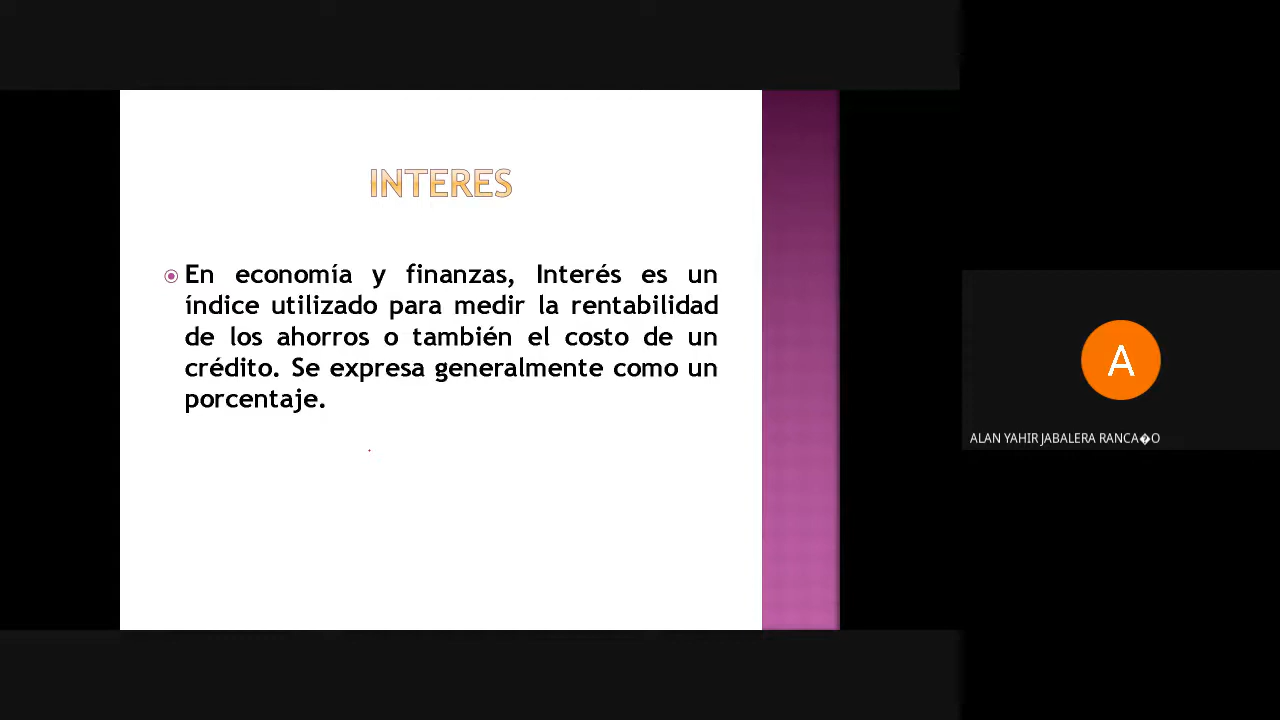 INTERES
En economía y finanzas, Interés es un
índice utilizado para medir la rentabilidad
de los ahorros o también el costo de un
crédito. Se expresa generalmente como un
porcentaje.
A
ALAN YAHIR JABALERA RANCA�O